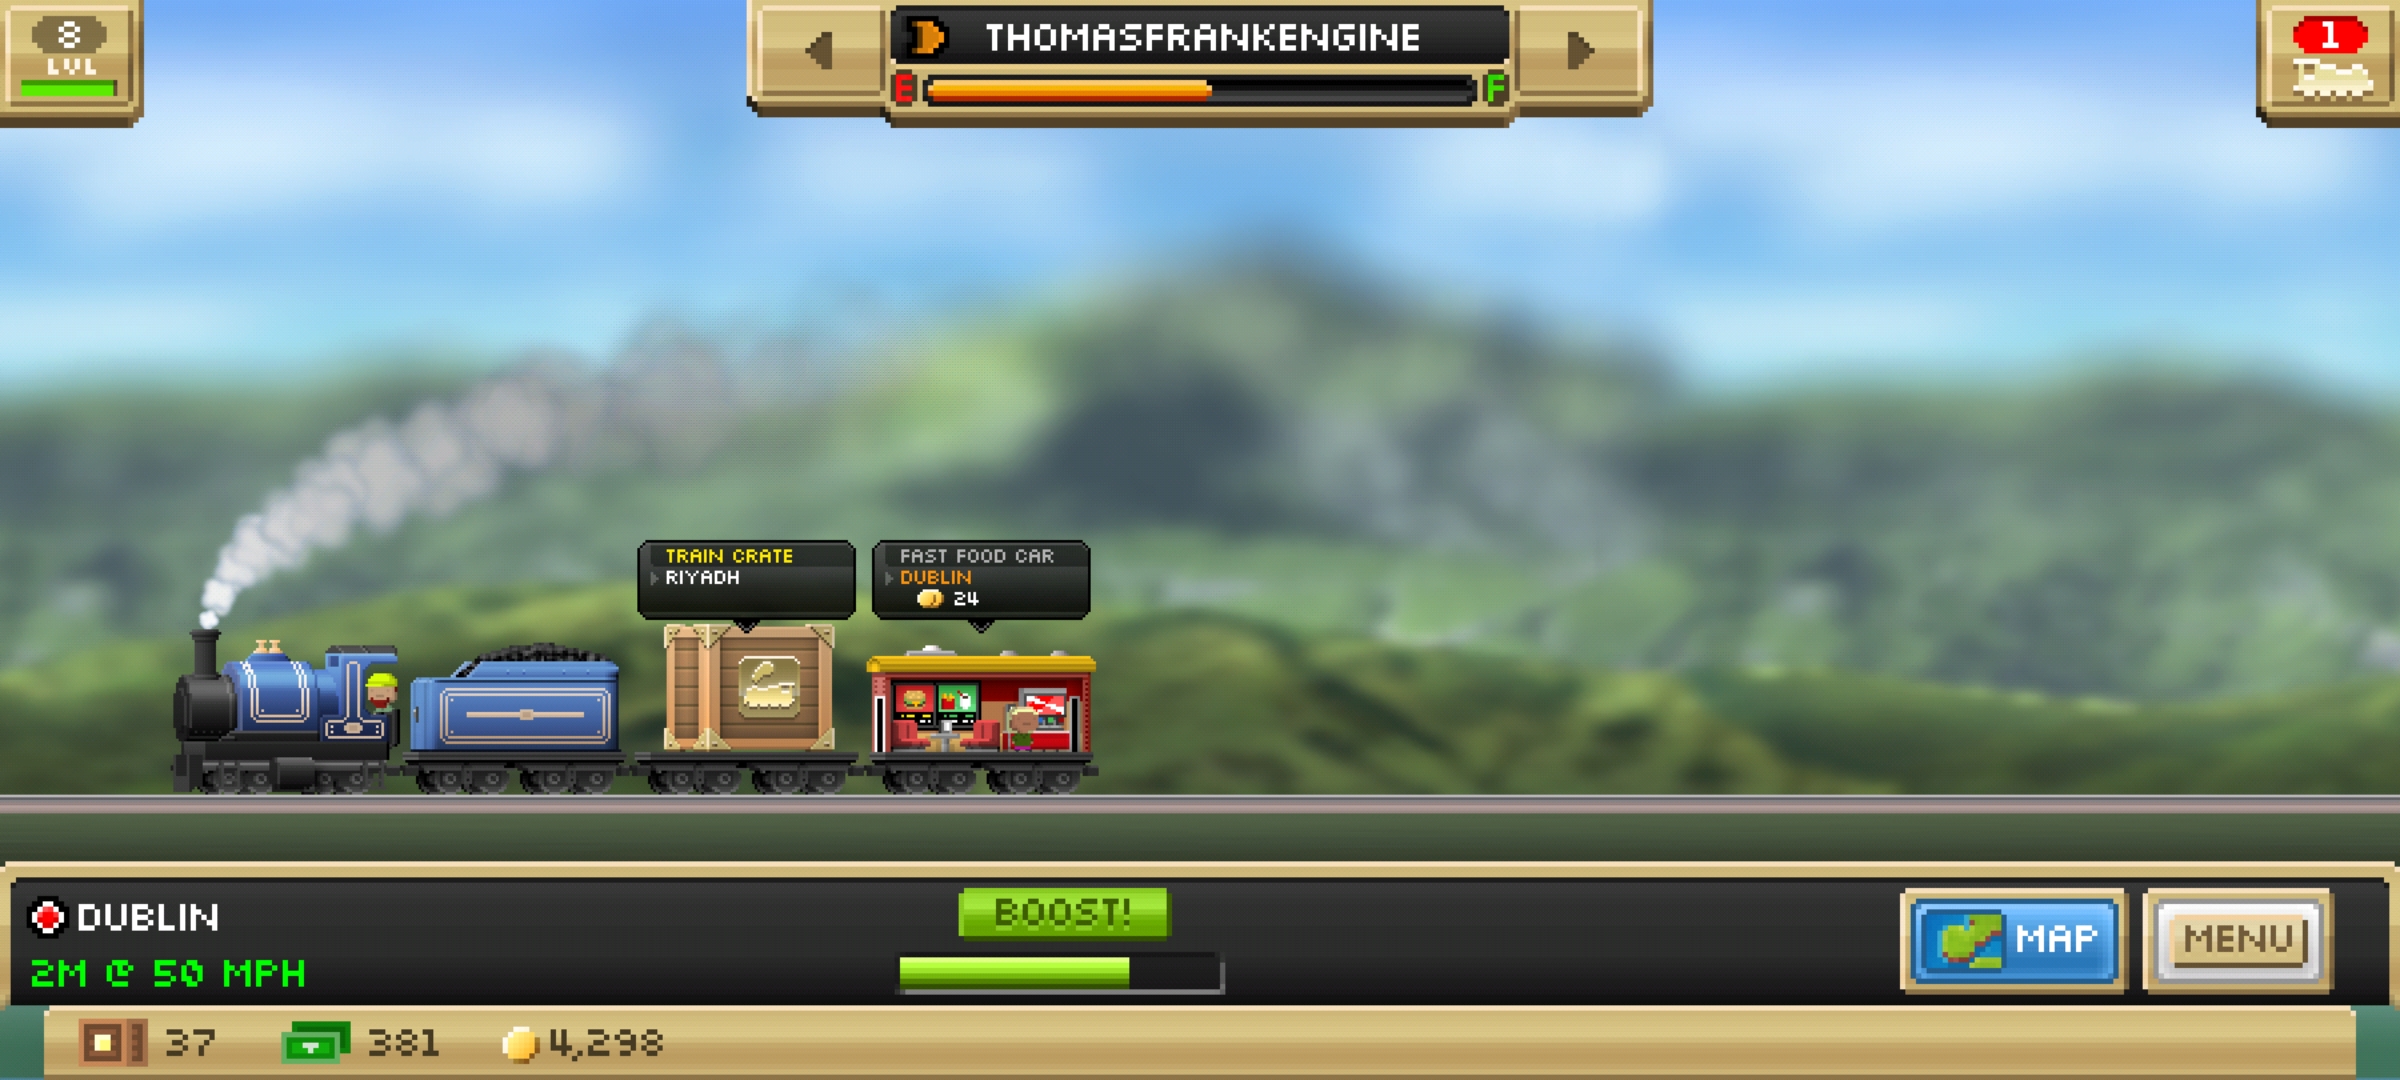 8
LVL
THOMASFRANKENGINE
E F
1
TRAIN CRATE
RIYADH
FAST FOOD CAR
DUBLIN
24
DUBLIN
2M @ 50 MPH
BOOST!
MAP
MENU
37
381
4,298